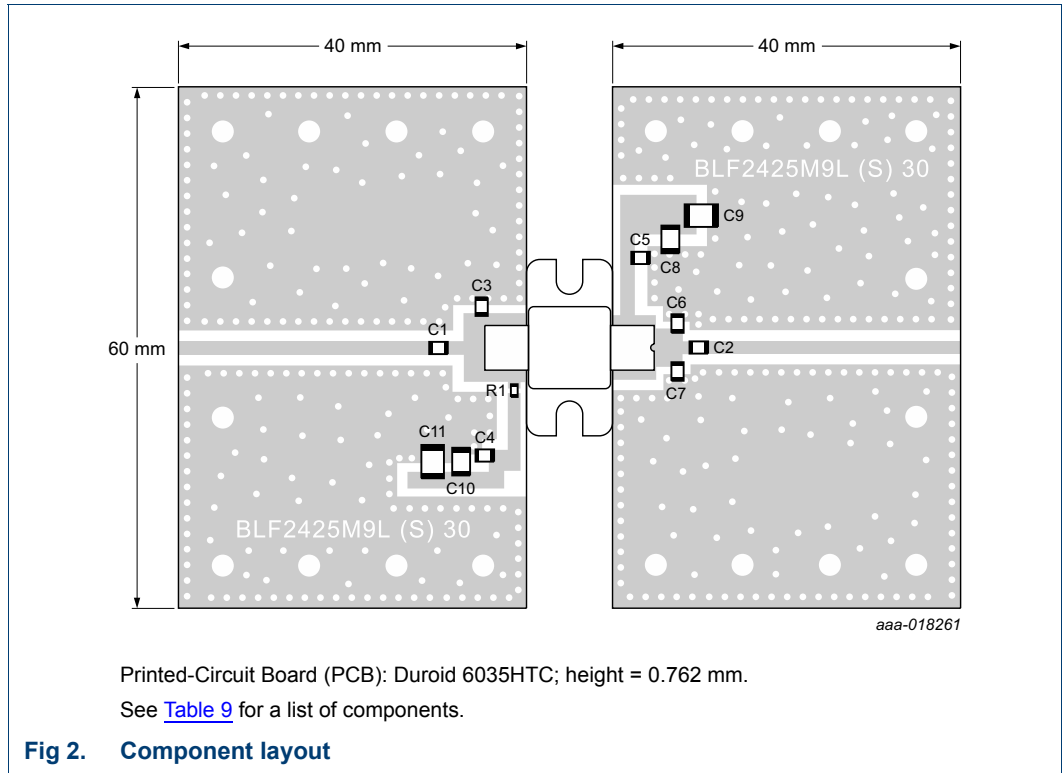 40 mm
40 mm
60 mm
BLF2425M9L (S) 30
C9
C5
C8
C3
C6
C1
C2
C7
R1
C11
C4
C10
BLF2425M9L (S) 30
aaa-018261
Printed-Circuit Board (PCB): Duroid 6035HTC; height = 0.762 mm.
See Table 9 for a list of components.
Fig 2. Component layout